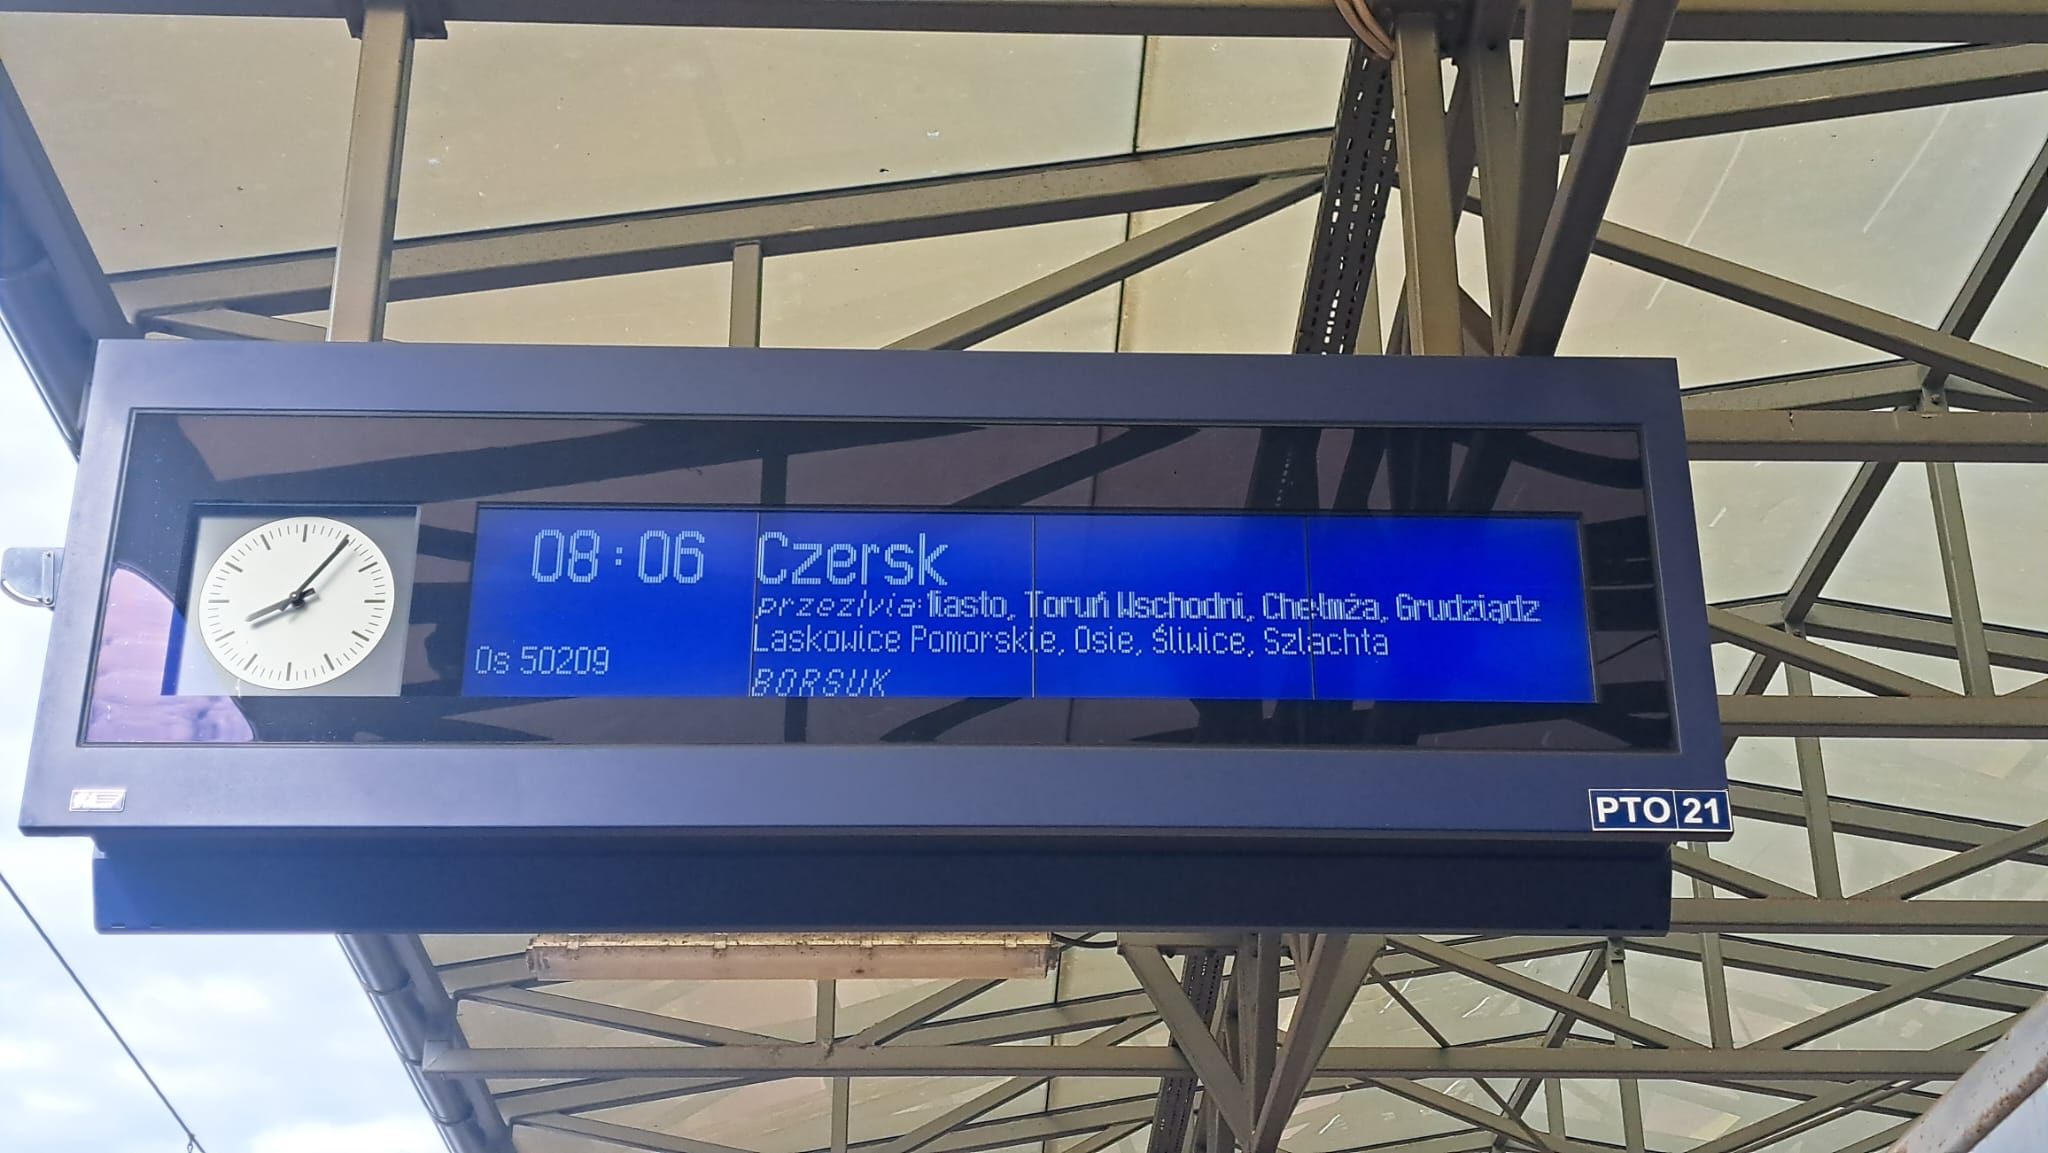 08:06 Czersk
przez/via: Miasto, Toruń Wschodni, Chełmża, Grudziądz
Laskowice Pomorskie, Osie, Śliwice, Szlachta
Os 50209
BORSUK
PTO 21